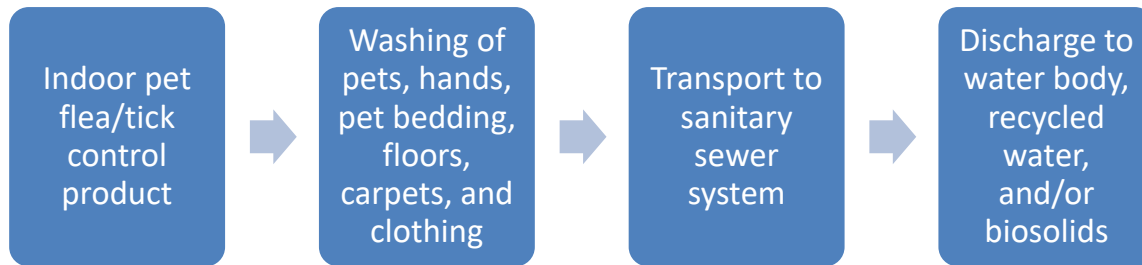 Indoor pet
flea/tick
control
product
Washing of
pets, hands,
pet bedding,
floors,
carpets, and
clothing
Transport to
sanitary
sewer
system
Discharge to
water body,
recycled
water,
and/or
biosolids